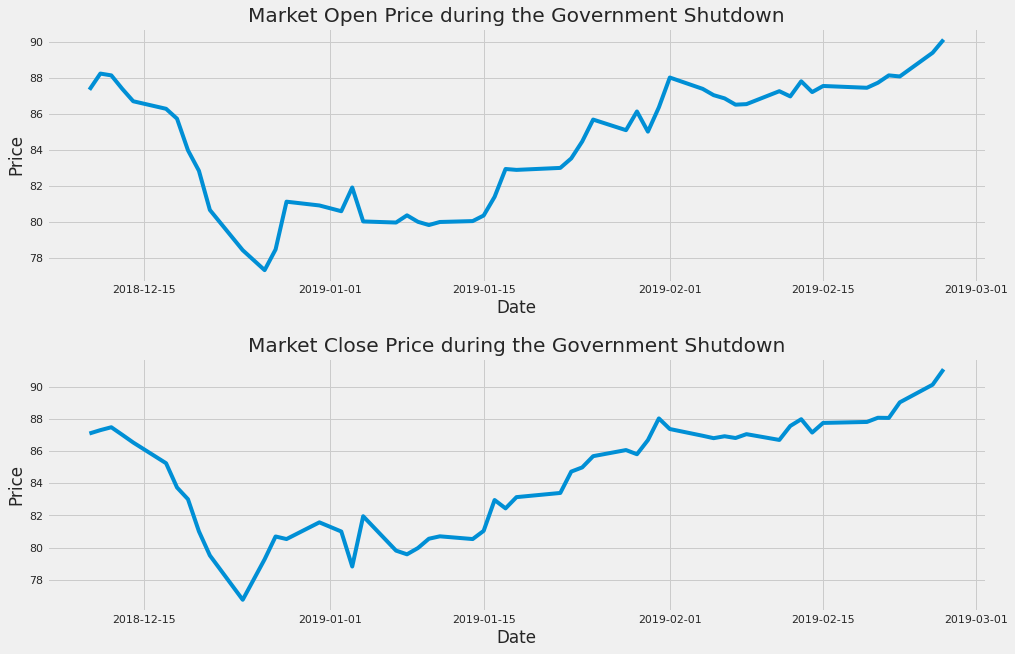 Market Open Price during the Government Shutdown
90
88
86
84
82
80
78
Price
2018-12-15 2019-01-01 2019-01-15 2019-02-01 2019-02-15 2019-03-01
Date
Market Close Price during the Government Shutdown
90
88
86
84
82
80
78
Price
2018-12-15 2019-01-01 2019-01-15 2019-02-01 2019-02-15 2019-03-01
Date